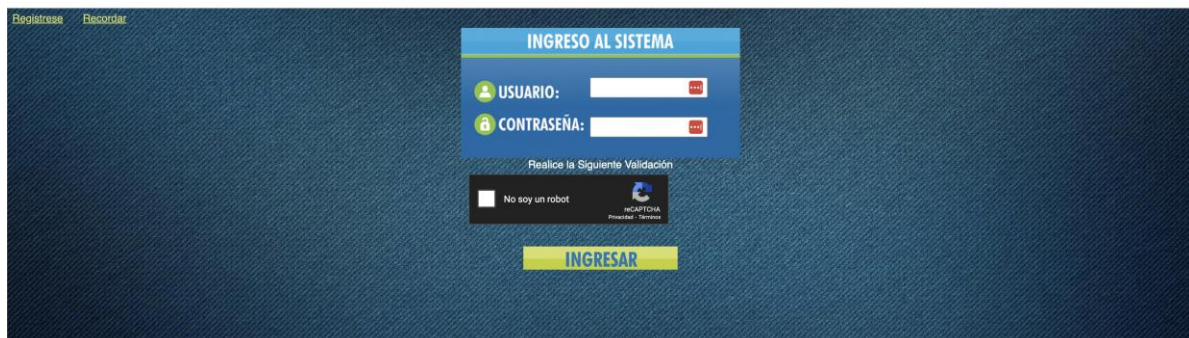 Registrese Recordar
INGRESO AL SISTEMA
USUARIO:
CONTRASEÑA:
Realice la Siguiente Validación
No soy un robot
reCAPTCHA
Privacidad - Términos
INGRESAR